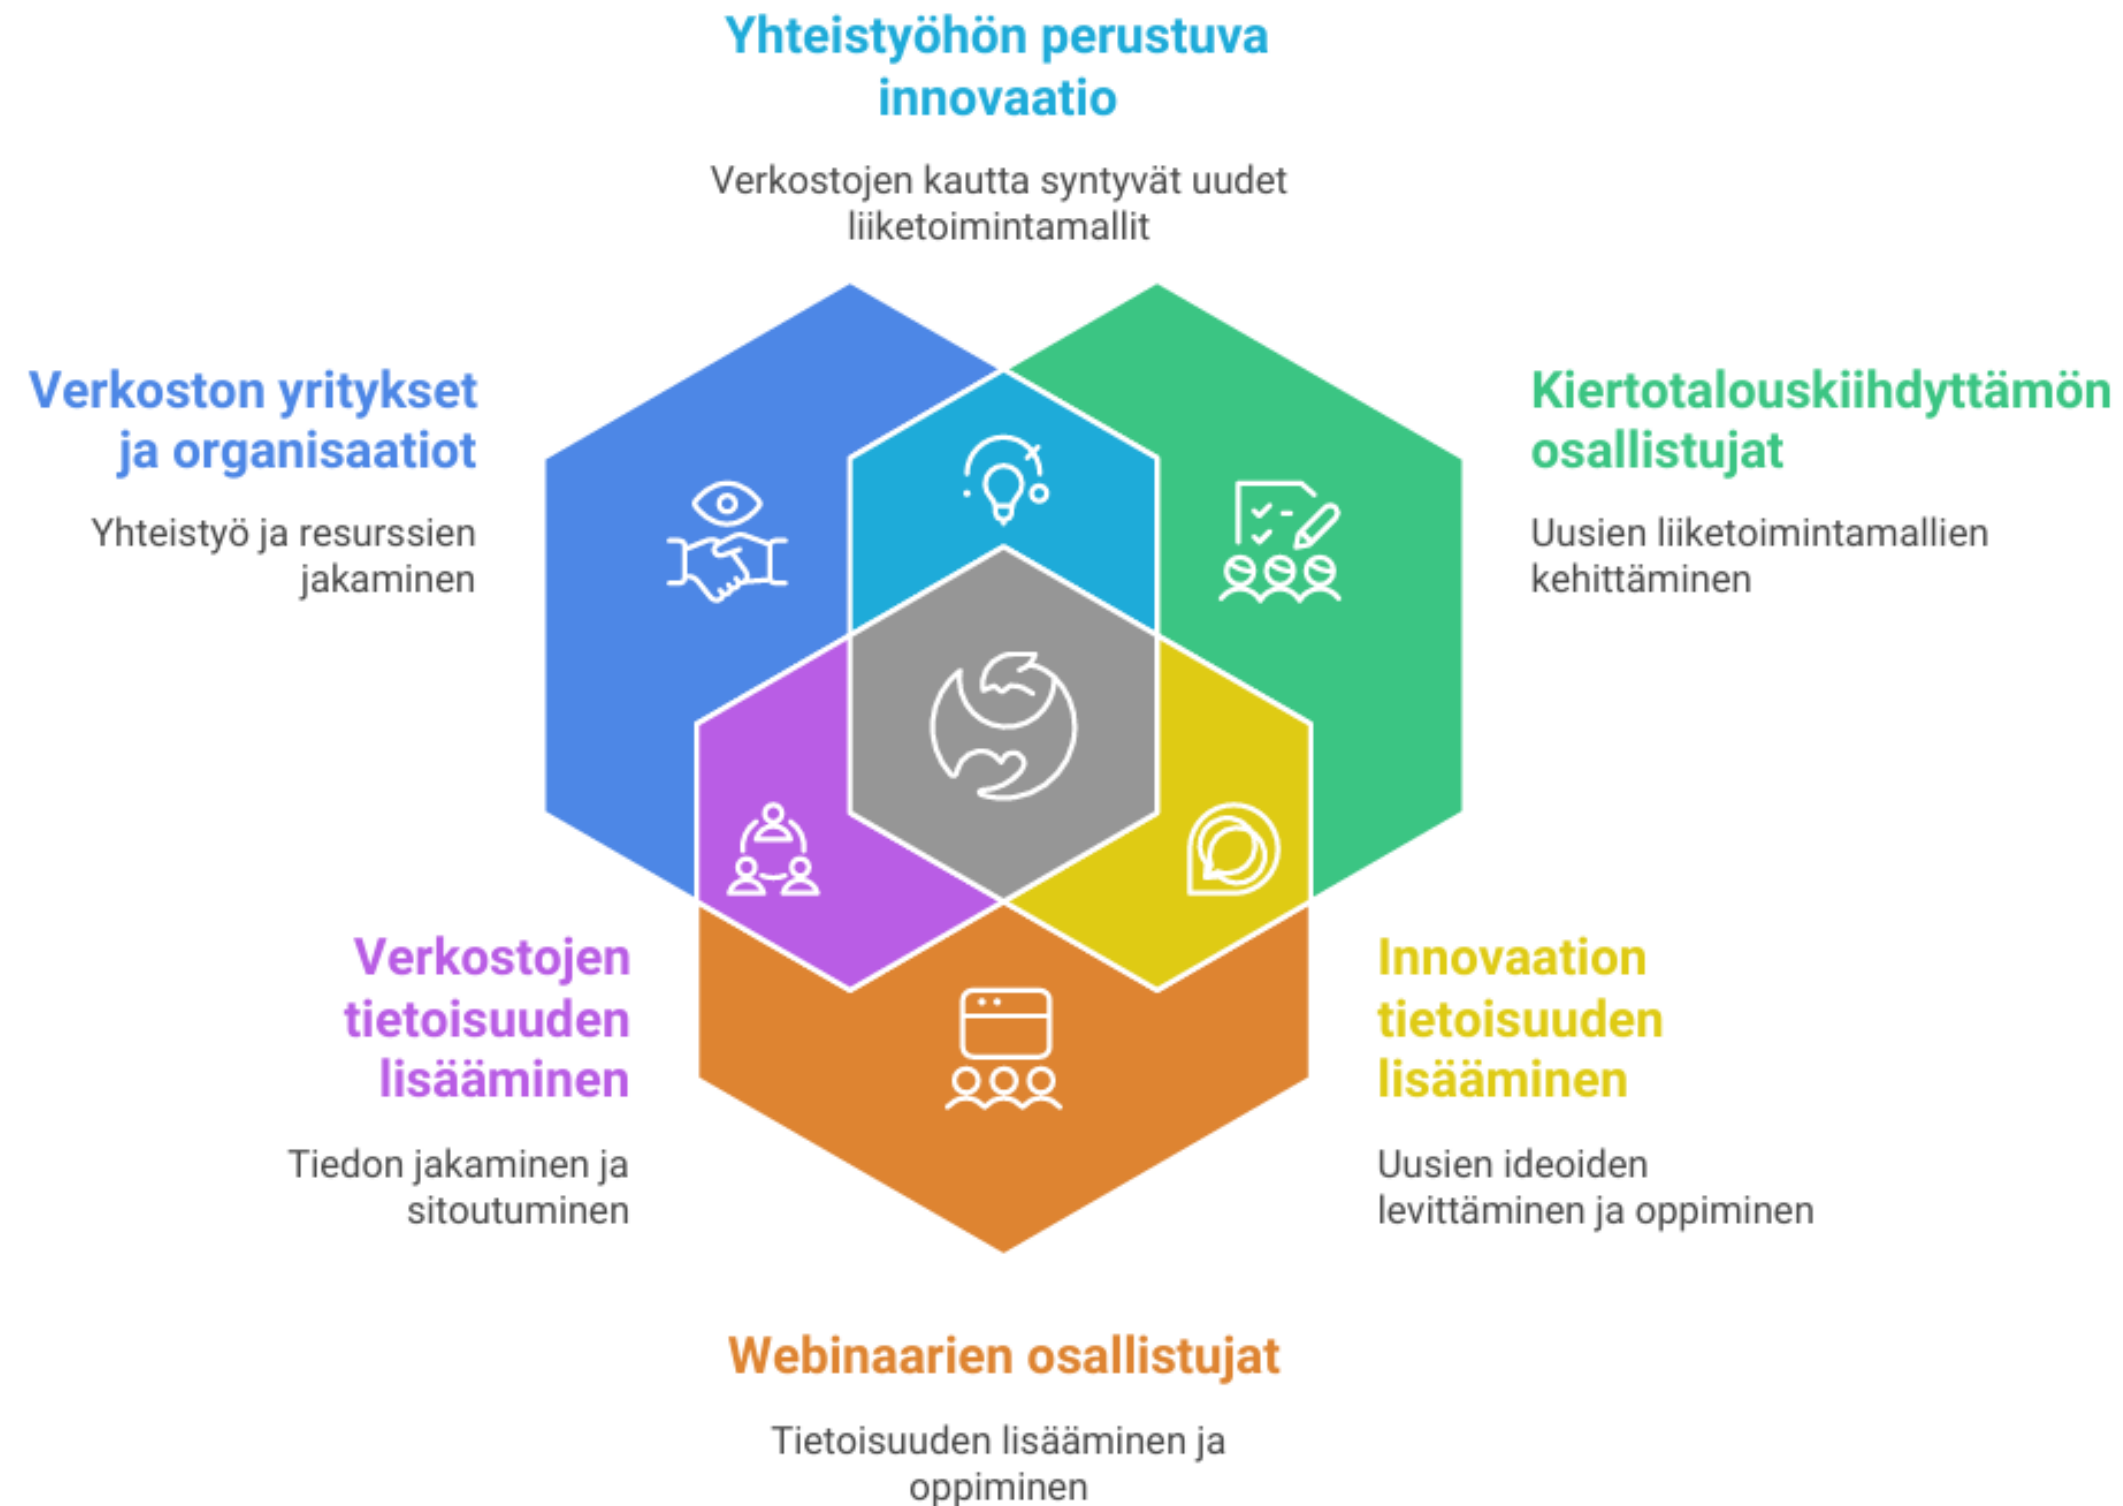 Yhteistyöhön perustuva
innovaatio
Verkostojen kautta syntyvät uudet
liiketoimintamallit
Verkoston yritykset
ja organisaatiot
Yhteistyö ja resurssien
jakaminen
Kiertotalouskiihdyttämön
osallistujat
Uusien liiketoimintamallien
kehittäminen
Verkostojen
tietoisuuden
lisääminen
Tiedon jakaminen ja
sitoutuminen
Innovaation
tietoisuuden
lisääminen
Uusien ideoiden
levittäminen ja oppiminen
Webinaarien osallistujat
Tietoisuuden lisääminen ja
oppiminen